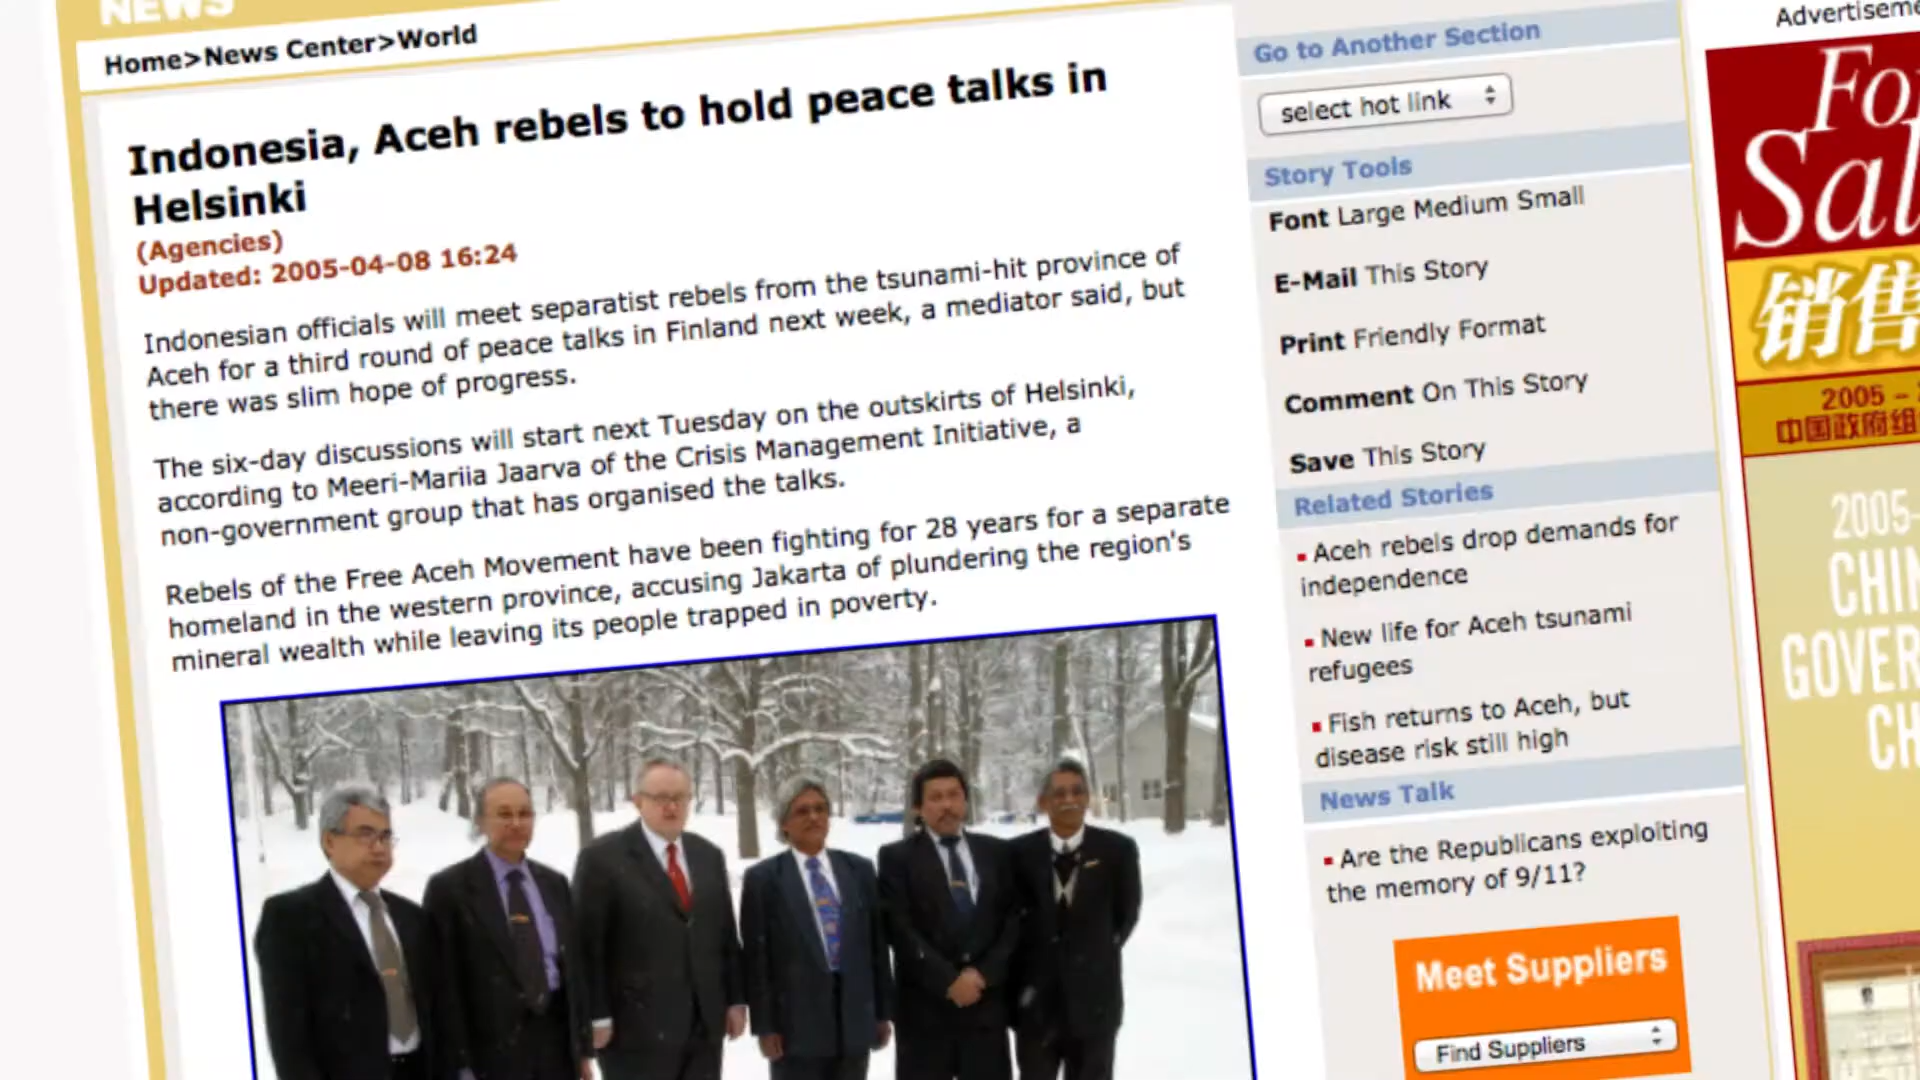 NEWS
Home>News Center>World
Indonesia, Aceh rebels to hold peace talks in
Helsinki
(Agencies)
Updated: 2005-04-08 16:24
Indonesian officials will meet separatist rebels from the tsunami-hit province of
Aceh for a third round of peace talks in Finland next week, a mediator said, but
there was slim hope of progress.
The six-day discussions will start next Tuesday on the outskirts of Helsinki,
according to Meeri-Mariia Jaarva of the Crisis Management Initiative, a
non-government group that has organised the talks.
Rebels of the Free Aceh Movement have been fighting for 28 years for a separate
homeland in the western province, accusing Jakarta of plundering the region's
mineral wealth while leaving its people trapped in poverty.
Go to Another Section
select hot link
Story Tools
Font Large Medium Small
E-Mail This Story
Print Friendly Format
Comment On This Story
Save This Story
Related Stories
Aceh rebels drop demands for
independence
New life for Aceh tsunami
refugees
Fish returns to Aceh, but
disease risk still high
News Talk
Are the Republicans exploiting
the memory of 9/11?
Meet Suppliers
Find Suppliers
销售
2005 –
中国政府组
2005-